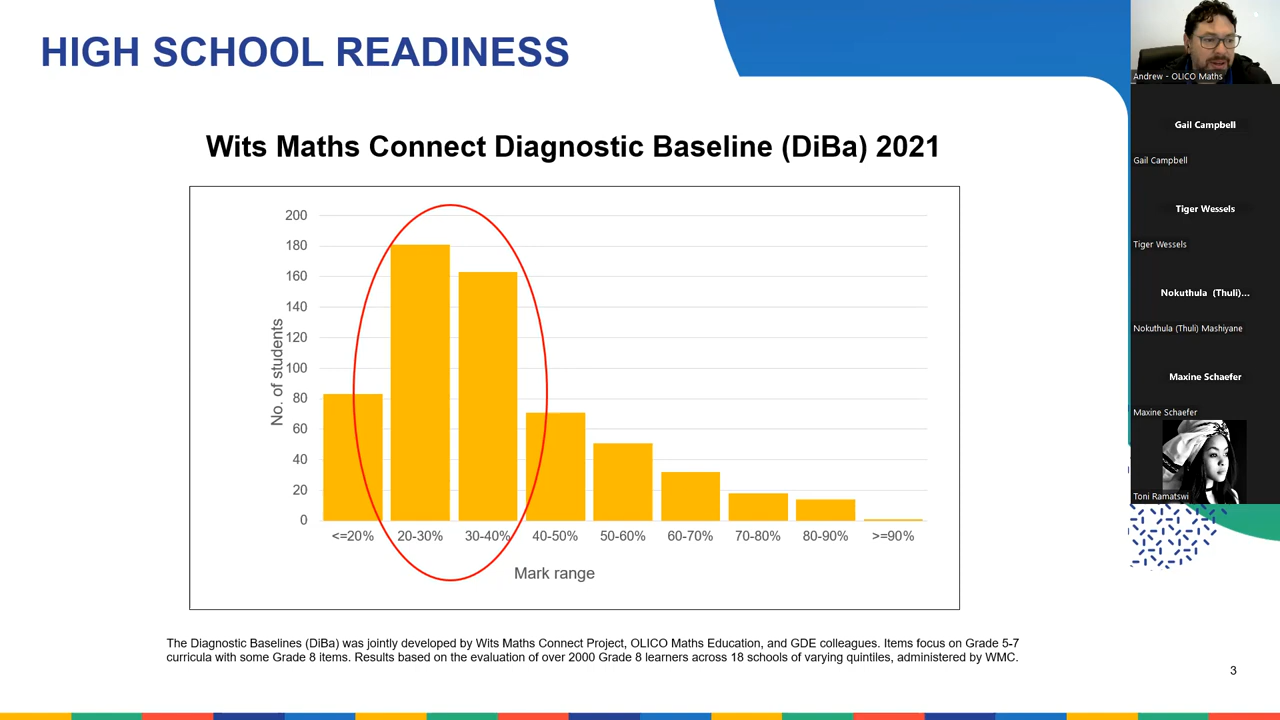 HIGH SCHOOL READINESS
Wits Maths Connect Diagnostic Baseline (DiBa) 2021
200
180
160
140
120
100
80
60
40
20
0
No. of students
<=20% 20-30% 30-40% 40-50% 50-60% 60-70% 70-80% 80-90% >=90%
Mark range
The Diagnostic Baselines (DiBa) was jointly developed by Wits Maths Connect Project, OLICO Maths Education, and GDE colleagues. Items focus on Grade 5-7
curricula with some Grade 8 items. Results based on the evaluation of over 2000 Grade 8 learners across 18 schools of varying quintiles, administered by WMC.
3
Andrew - OLICO Maths
Gail Campbell
Gail Campbell
Tiger Wessels
Tiger Wessels
Nokuthula (Thuli)...
Nokuthula (Thuli) Mashiyane
Maxine Schaefer
Maxine Schaefer
Toni Ramatswi